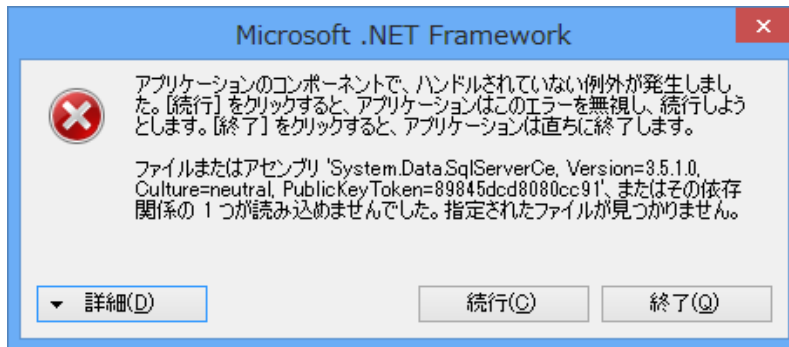 Microsoft .NET Framework
アプリケーションのコンポーネントで、ハンドルされていない例外が発生しまし
た。[続行] をクリックすると、アプリケーションはこのエラーを無視し、続行しよう
とします。[終了] をクリックすると、アプリケーションは直ちに終了します。
ファイルまたはアセンブリ 'System.Data.SqlServerCe, Version=3.5.1.0,
Culture=neutral, PublicKeyToken=89845dcd8080cc91'、またはその依存
関係の 1 つが読み込めませんでした。指定されたファイルが見つかりません。
詳細(D) 続行(C) 終了(Q)